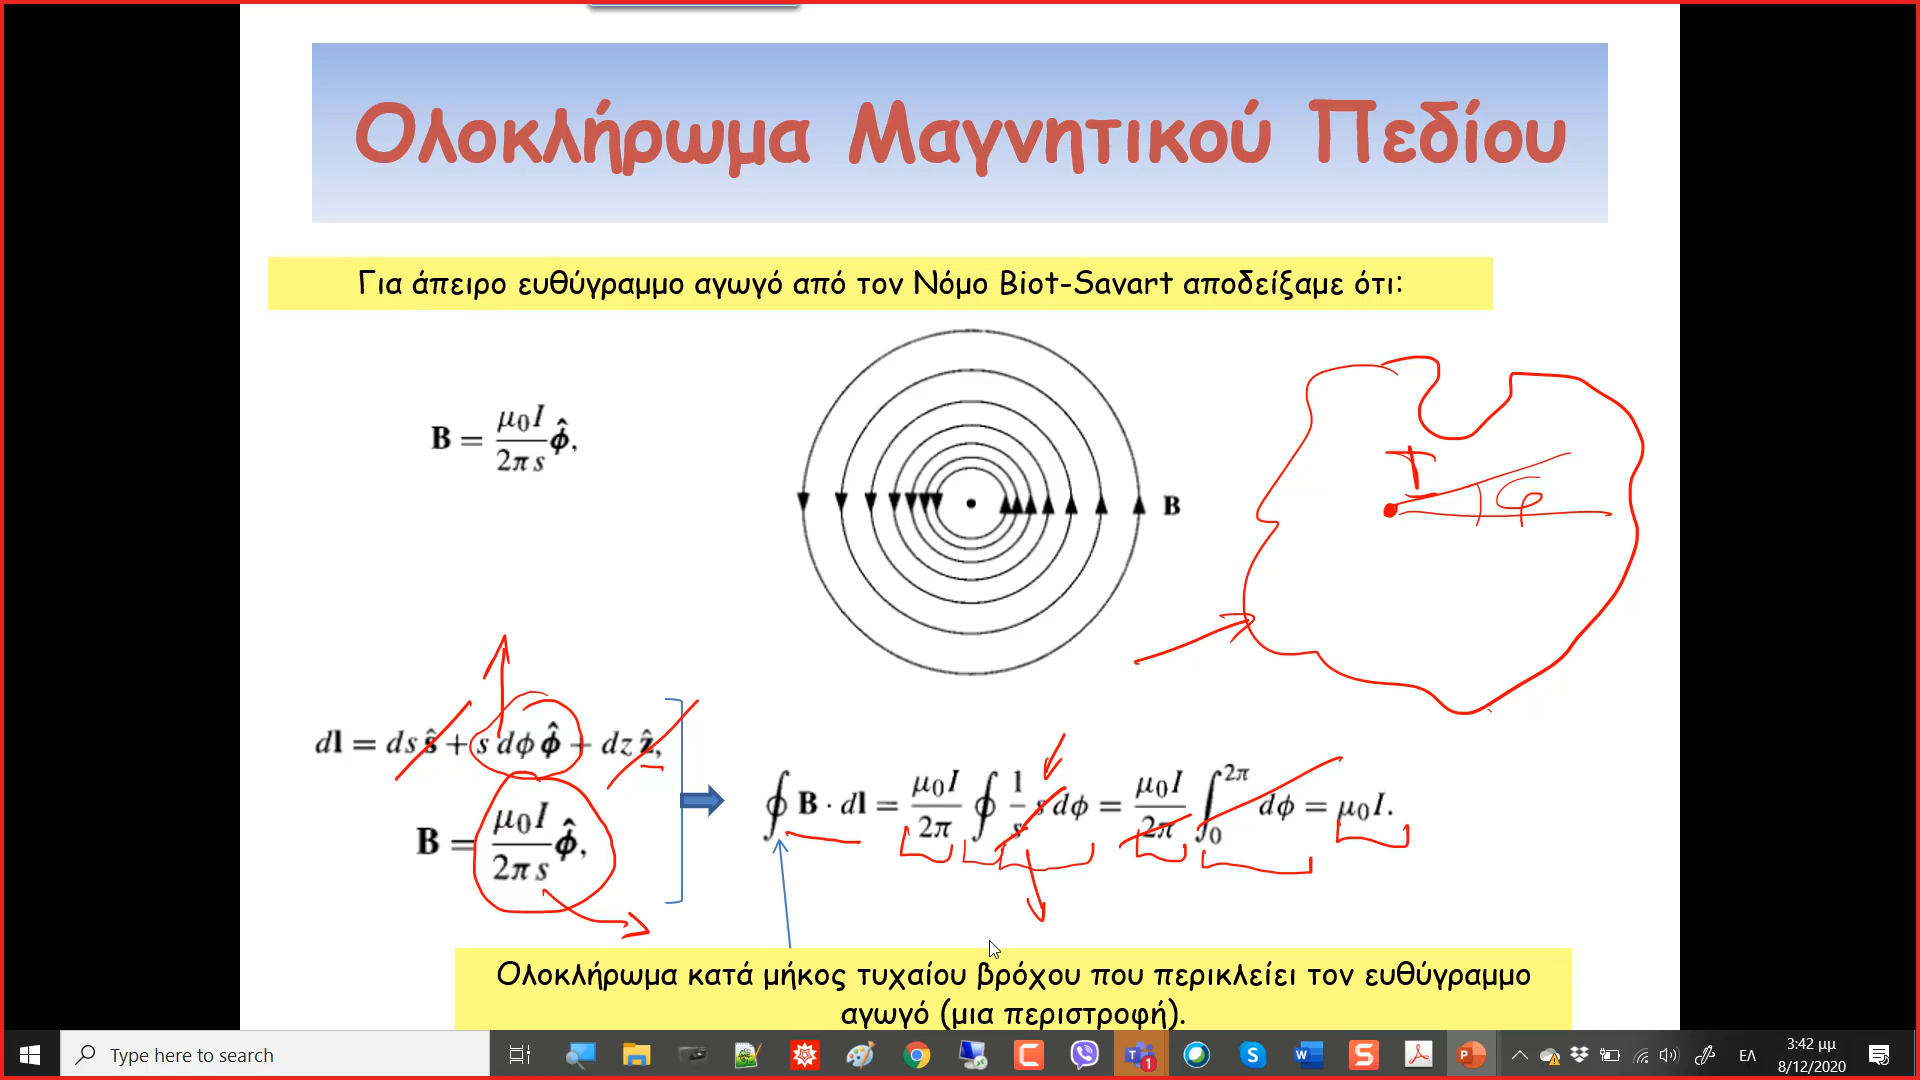 Ολοκλήρωμα Μαγνητικού Πεδίου
Για άπειρο ευθύγραμμο αγωγό από τον Νόμο Biot-Savart αποδείξαμε ότι:
B = μ₀I / 2πs φ̂,
B
I
φ
dl = ds ŝ + s dφ φ̂ + dz ẑ,
B = μ₀I / 2πs φ̂,
∮ B · dl = μ₀I / 2π ∮ 1/s s dφ = μ₀I / 2π ∫₀^2π dφ = μ₀I.
Ολοκλήρωμα κατά μήκος τυχαίου βρόχου που περικλείει τον ευθύγραμμο
αγωγό (μια περιστροφή).
Type here to search
ΕΛ
3:42 μμ
8/12/2020